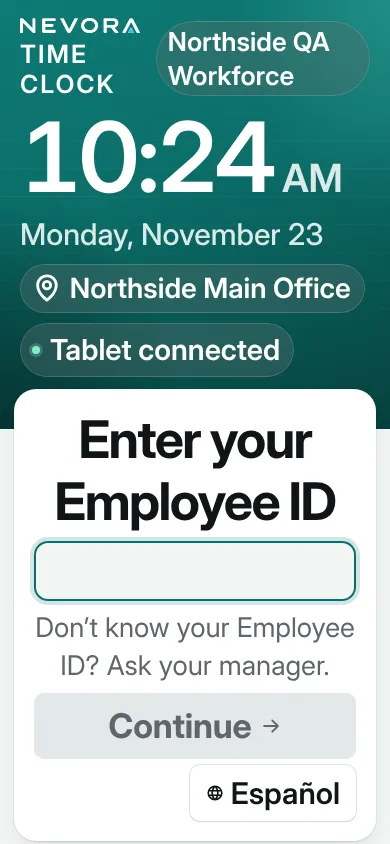 NEVORA
TIME
CLOCK
Northside QA
Workforce
10:24 AM
Monday, November 23
Northside Main Office
Tablet connected
Enter your
Employee ID
Don’t know your Employee
ID? Ask your manager.
Continue →
Español